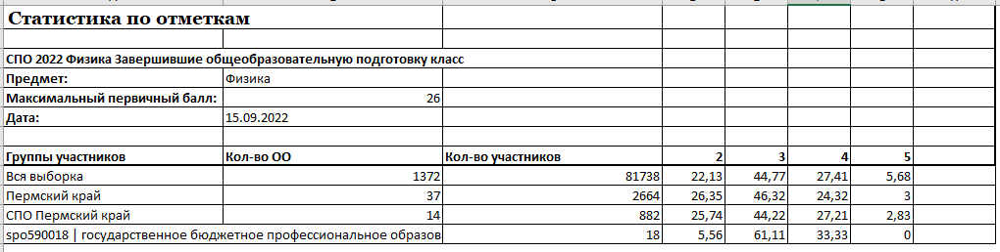 Статистика по отметкам
СПО 2022 Физика Завершившие общеобразовательную подготовку класс
Предмет: Физика
Максимальный первичный балл: 26
Дата: 15.09.2022
Группы участников Кол-во ОО Кол-во участников 2 3 4 5
Вся выборка 1372 81738 22,13 44,77 27,41 5,68
Пермский край 37 2664 26,35 46,32 24,32 3
СПО Пермский край 14 882 25,74 44,22 27,21 2,83
spo590018 | государственное бюджетное профессиональное образов 18 5,56 61,11 33,33 0